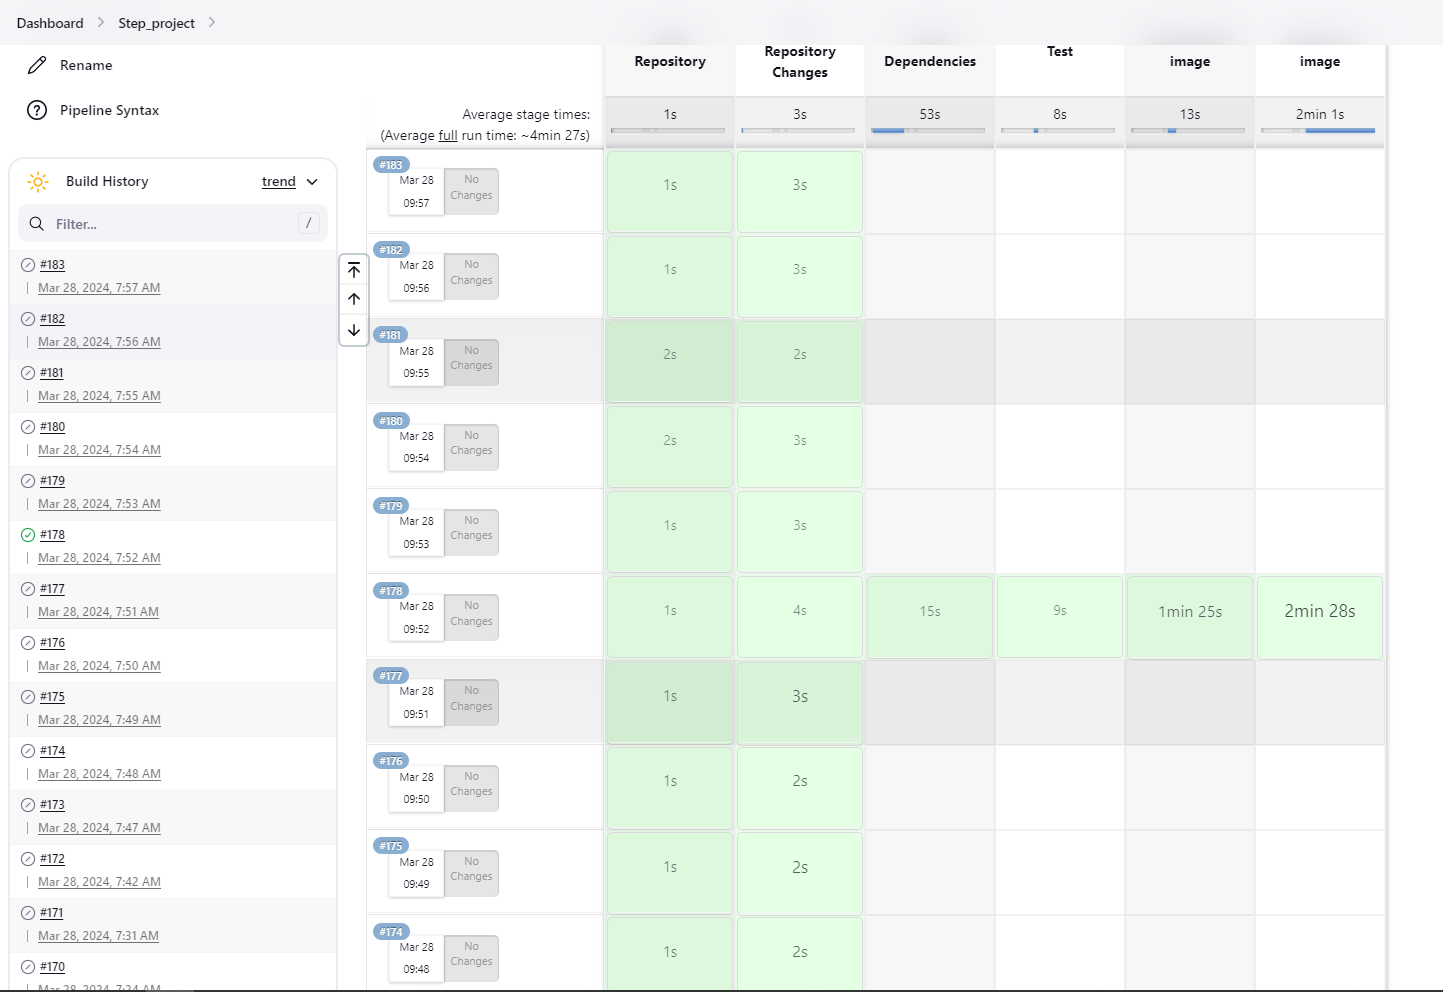 Dashboard
Step_project
Rename
Pipeline Syntax
Build History
trend
Filter...
/
#183
Mar 28, 2024, 7:57 AM
#182
Mar 28, 2024, 7:56 AM
#181
Mar 28, 2024, 7:55 AM
#180
Mar 28, 2024, 7:54 AM
#179
Mar 28, 2024, 7:53 AM
#178
Mar 28, 2024, 7:52 AM
#177
Mar 28, 2024, 7:51 AM
#176
Mar 28, 2024, 7:50 AM
#175
Mar 28, 2024, 7:49 AM
#174
Mar 28, 2024, 7:48 AM
#173
Mar 28, 2024, 7:47 AM
#172
Mar 28, 2024, 7:42 AM
#171
Mar 28, 2024, 7:31 AM
#170
Mar 28, 2024, 7:24 AM
Repository
Repository
Changes
Dependencies
Test
image
image
Average stage times:
(Average full run time: ~4min 27s)
1s
3s
53s
8s
13s
2min 1s
#183
Mar 28
09:57
No
Changes
1s
3s
#182
Mar 28
09:56
No
Changes
1s
3s
#181
Mar 28
09:55
No
Changes
2s
2s
#180
Mar 28
09:54
No
Changes
2s
3s
#179
Mar 28
09:53
No
Changes
1s
3s
#178
Mar 28
09:52
No
Changes
1s
4s
15s
9s
1min 25s
2min 28s
#177
Mar 28
09:51
No
Changes
1s
3s
#176
Mar 28
09:50
No
Changes
1s
2s
#175
Mar 28
09:49
No
Changes
1s
2s
#174
Mar 28
09:48
No
Changes
1s
2s